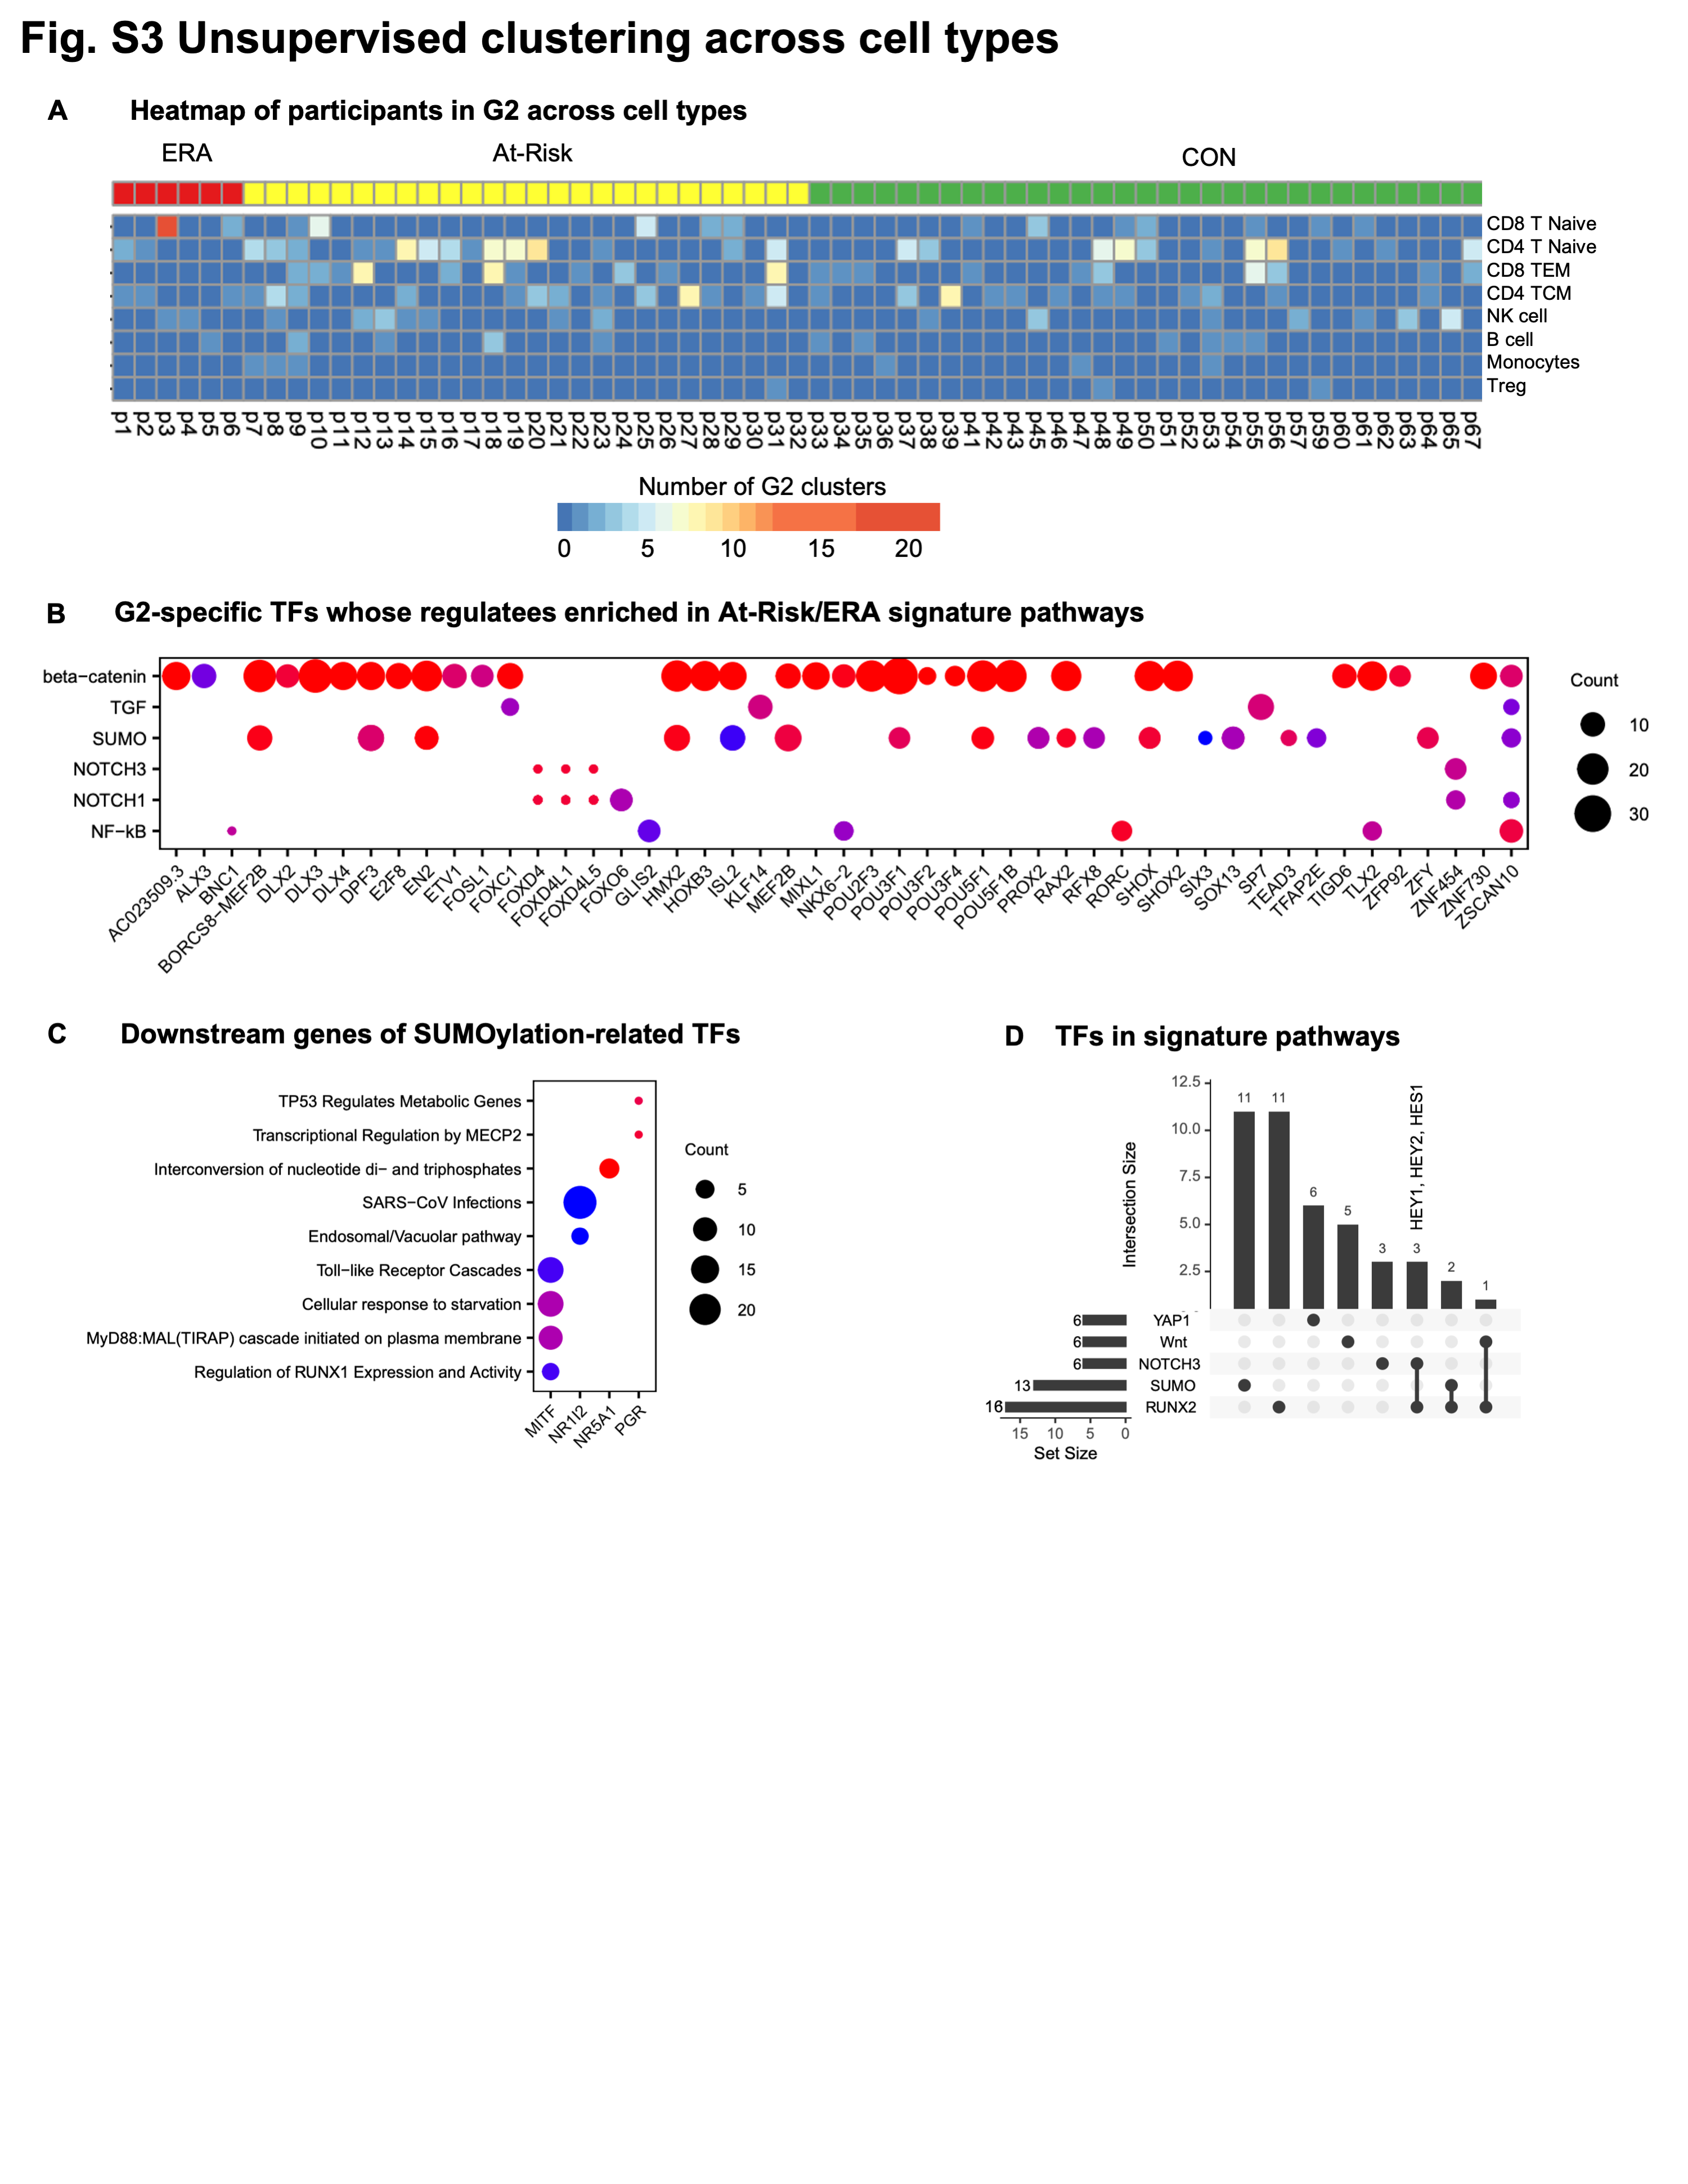 Fig. S3 Unsupervised clustering across cell types
A Heatmap of participants in G2 across cell types
ERA At-Risk CON
CD8 T Naive
CD4 T Naive
CD8 TEM
CD4 TCM
NK cell
B cell
Monocytes
Treg
p1 p2 p3 p4 p5 p6 p7 p8 p9 p10 p11 p12 p13 p14 p15 p16 p17 p18 p19 p20 p21 p22 p23 p24 p25 p26 p27 p28 p29 p30 p31 p32 p33 p34 p35 p36 p37 p38 p39 p40 p41 p42 p43 p45 p46 p47 p48 p49 p50 p51 p52 p53 p54 p55 p56 p57 p59 p60 p61 p62 p63 p64 p65 p67
Number of G2 clusters
0 5 10 15 20
B G2-specific TFs whose regulatees enriched in At-Risk/ERA signature pathways
beta-catenin
TGF
SUMO
NOTCH3
NOTCH1
NF−kB
Count
10
20
30
AC023509.3 ALX3 BNC1 BORCS8−MEF2B DLX2 DLX3 DLX4 DPF3 E2F8 EN2 ETV1 FOSL1 FOXC1 FOXD4 FOXD4L1 FOXD4L5 FOXO6 GLIS2 HMX2 HOXB3 ISL2 KLF14 MEF2B MIXL1 NKX6−2 POU2F3 POU3F1 POU3F2 POU3F4 POU5F1 POU5F1B PROX2 RAX2 RFX8 RORC SHOX SHOX2 SIX3 SOX13 SP7 TEAD3 TFAP2E TIGD6 TLX2 ZFP92 ZFY ZNF454 ZNF730 ZSCAN10
C Downstream genes of SUMOylation-related TFs
TP53 Regulates Metabolic Genes
Transcriptional Regulation by MECP2
Interconversion of nucleotide di− and triphosphates
SARS−CoV Infections
Endosomal/Vacuolar pathway
Toll−like Receptor Cascades
Cellular response to starvation
MyD88:MAL(TIRAP) cascade initiated on plasma membrane
Regulation of RUNX1 Expression and Activity
MITF NR1I2 NR5A1 PGR
Count
5
10
15
20
D TFs in signature pathways
Intersection Size
12.5
10.0
7.5
5.0
2.5
11 11 6 5 3 3 2 1
HEY1, HEY2, HES1
6 YAP1
6 Wnt
6 NOTCH3
13 SUMO
16 RUNX2
15 10 5 0
Set Size